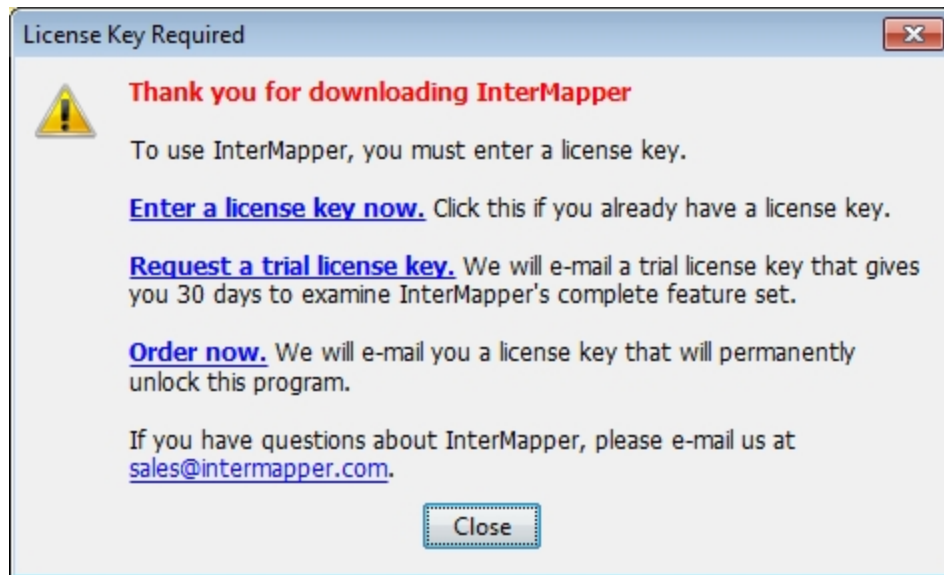 License Key Required
Thank you for downloading InterMapper
To use InterMapper, you must enter a license key.
Enter a license key now. Click this if you already have a license key.
Request a trial license key. We will e-mail a trial license key that gives
you 30 days to examine InterMapper's complete feature set.
Order now. We will e-mail you a license key that will permanently
unlock this program.
If you have questions about InterMapper, please e-mail us at
sales@intermapper.com.
Close